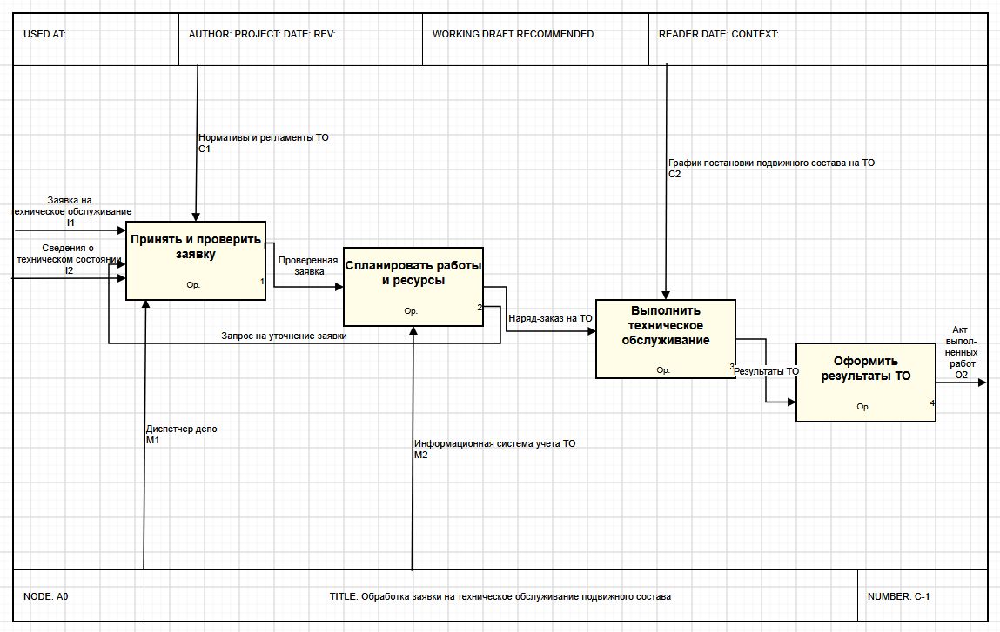 USED AT:
AUTHOR: PROJECT: DATE: REV:
WORKING DRAFT RECOMMENDED
READER DATE: CONTEXT:
Нормативы и регламенты ТО
C1
График постановки подвижного состава на ТО
C2
Заявка на
техническое обслуживание
I1
Сведения о
техническом состоянии
I2
Принять и проверить
заявку
Op.
1
Проверенная
заявка
Спланировать работы
и ресурсы
Op.
2
Запрос на уточнение заявки
Наряд-заказ на ТО
Выполнить
техническое
обслуживание
Op.
3
Результаты ТО
Оформить
результаты ТО
Op.
4
Акт
выпол-
ненных
работ
O2
Диспетчер депо
M1
Информационная система учета ТО
M2
NODE: A0
TITLE: Обработка заявки на техническое обслуживание подвижного состава
NUMBER: C-1